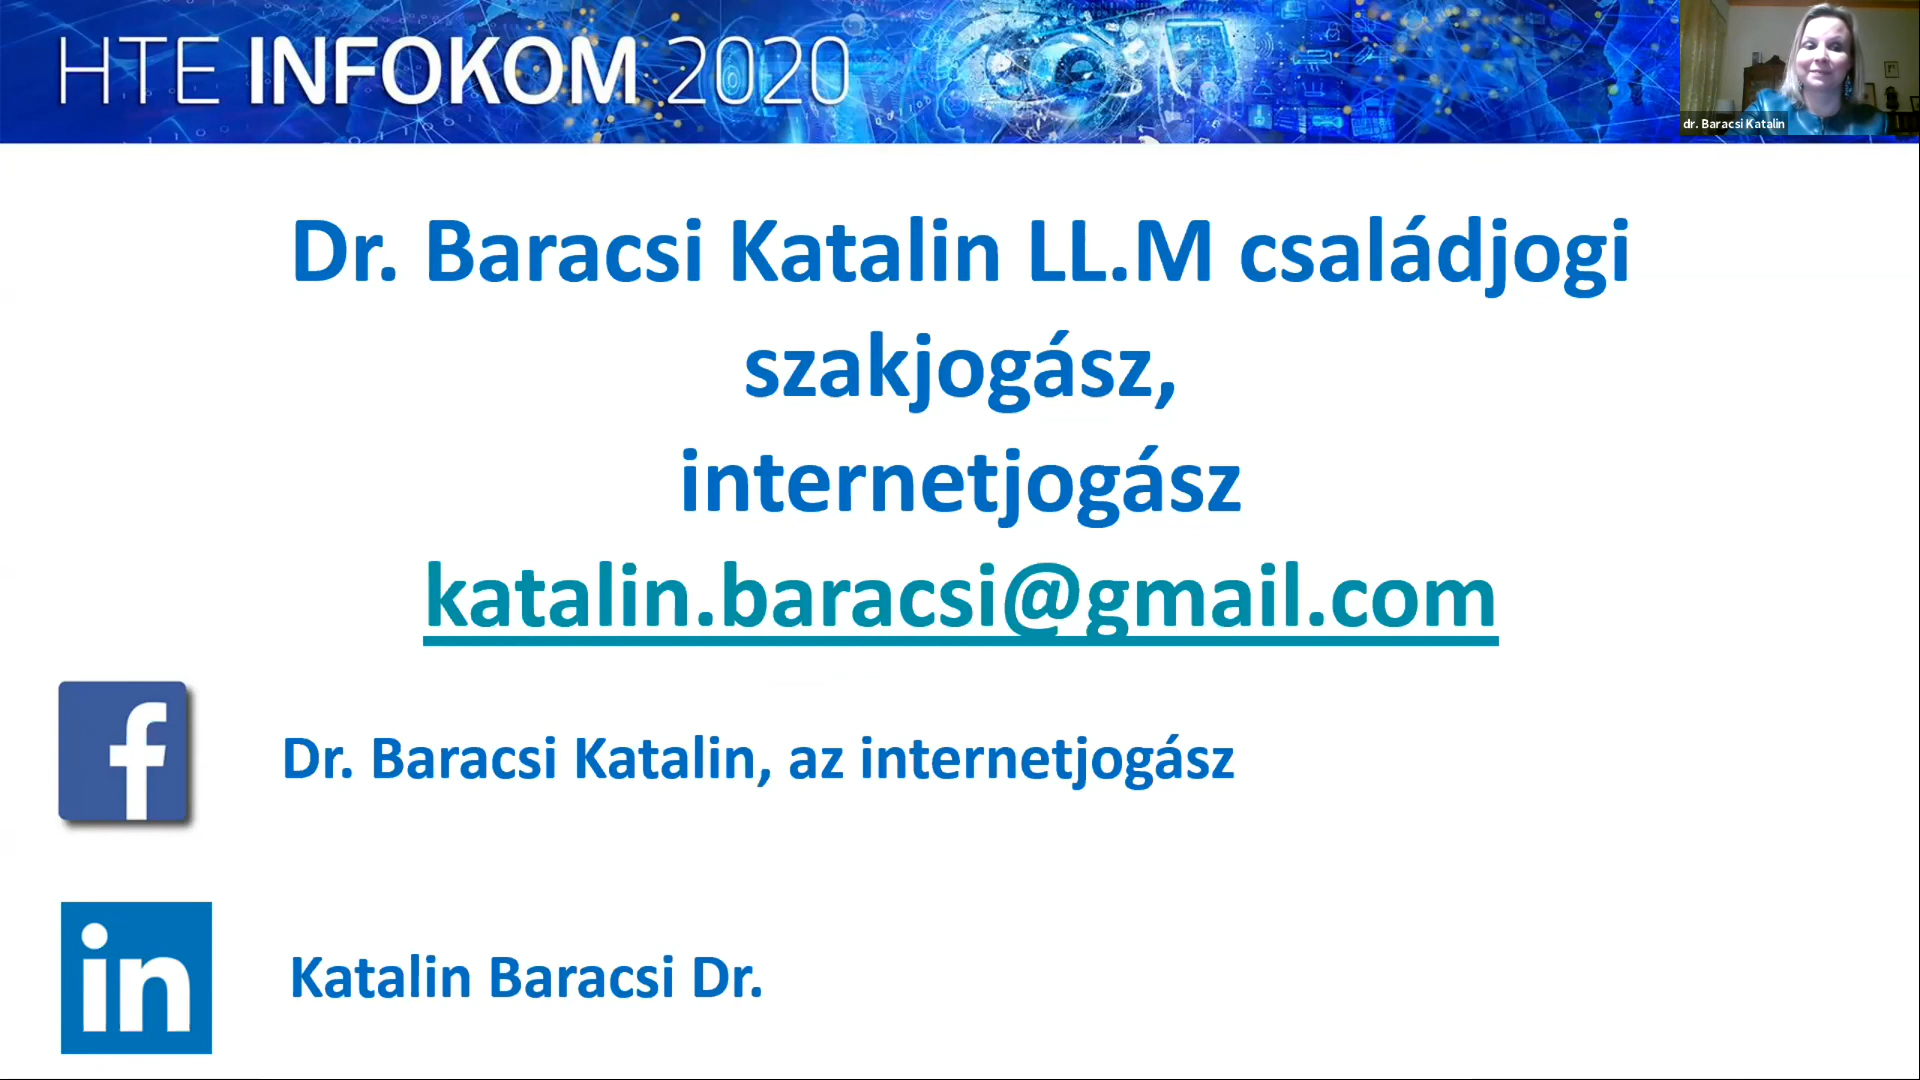 HTE INFOKOM 2020
dr. Baracsi Katalin
Dr. Baracsi Katalin LL.M családjogi
szakjogász,
internetjogász
katalin.baracsi@gmail.com
f
Dr. Baracsi Katalin, az internetjogász
in
Katalin Baracsi Dr.